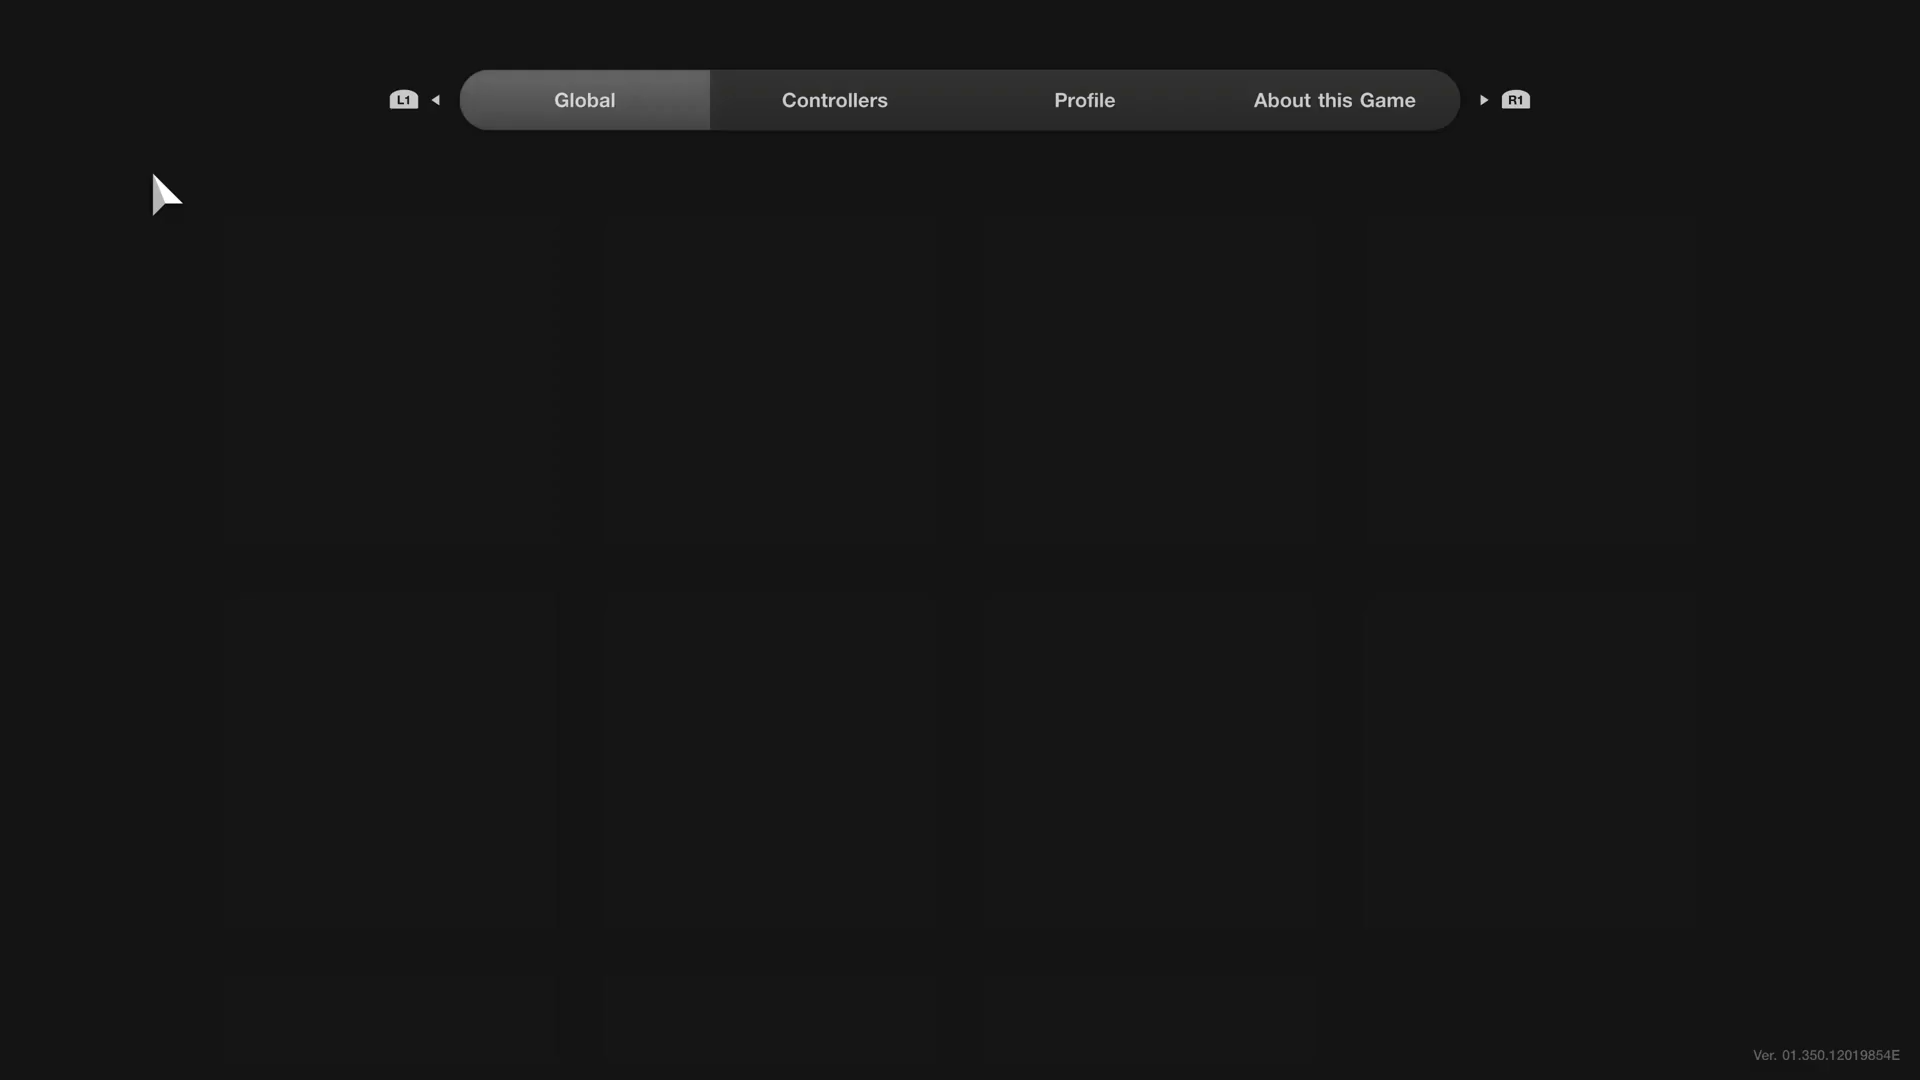 L1 Global Controllers Profile About this Game R1
Ver. 01.350.12019854E